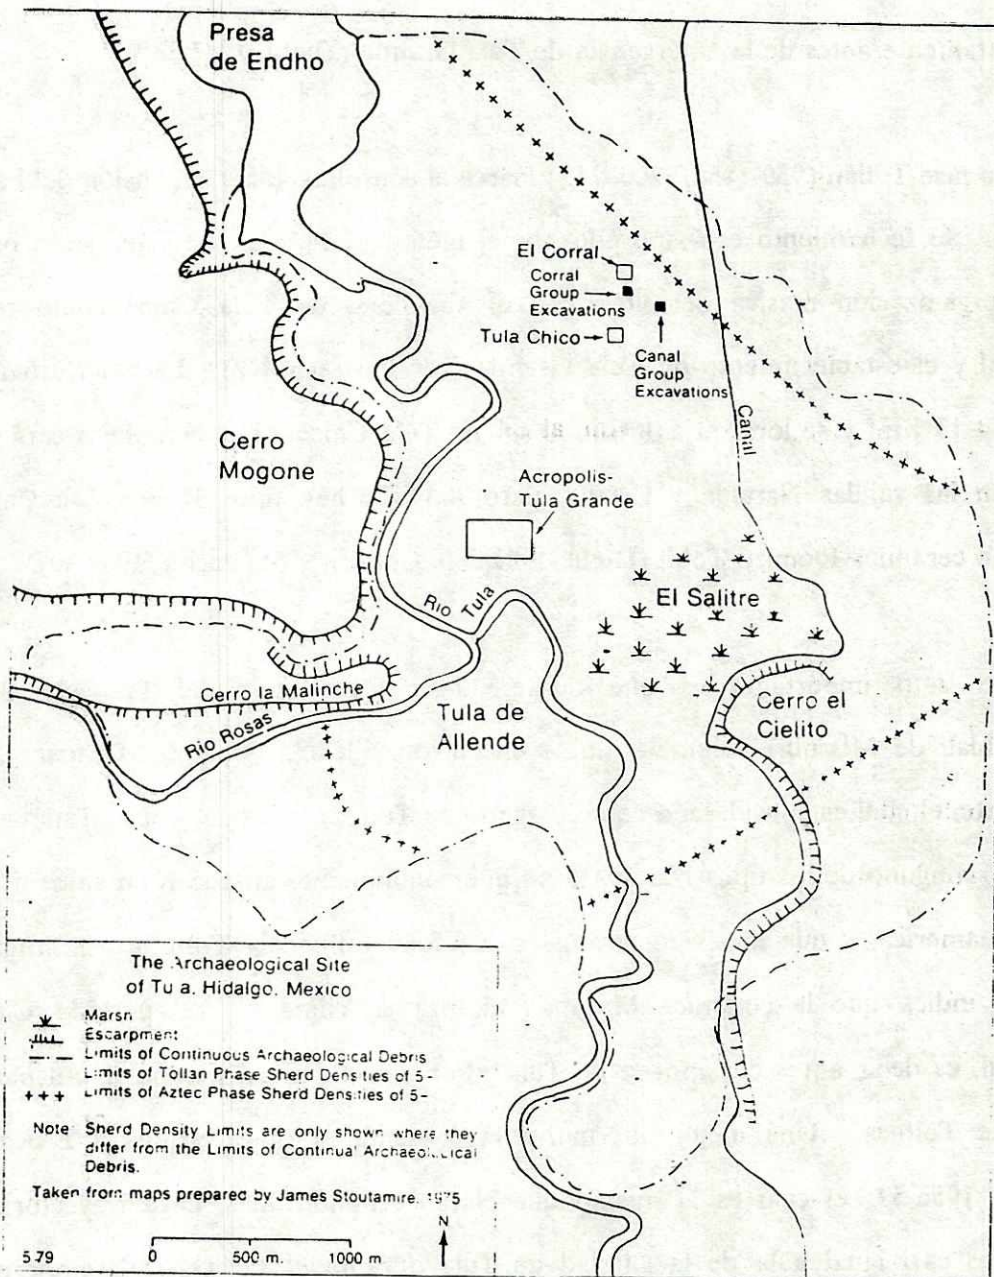 Presa
de Endho
El Corral
Corral
Group
Excavations
Tula Chico
Canal
Group
Excavations
Canal
Cerro
Mogone
Acropolis-
Tula Grande
Rio Tula
El Salitre
Cerro la Malinche
Rio Rosas
Tula de
Allende
Cerro el
Cielito
The Archaeological Site
of Tu a, Hidalgo, Mexico
Marsh
Escarpment
Limits of Continuous Archaeological Debris
Limits of Tollan Phase Sherd Densities of 5-
+++ Limits of Aztec Phase Sherd Densities of 5-
Note: Sherd Density Limits are only shown where they
differ from the Limits of Continual Archaeological
Debris.
Taken from maps prepared by James Stoutamire, 1975
N
5.79 0 500 m. 1000 m.